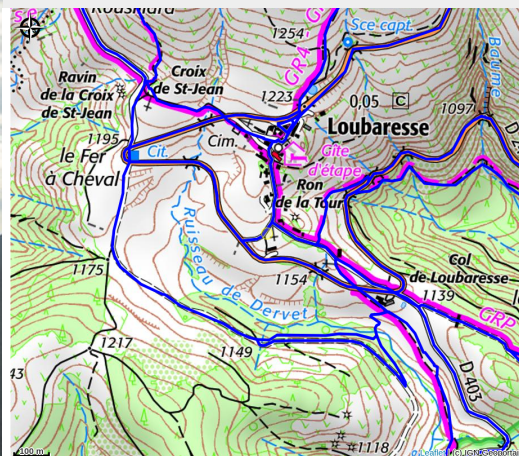 Sce capt.
1254
GR4
Ravin
de la Croix
de St-Jean
Croix
de St-Jean
1223
0,05 C
1097
Baume
Loubaresse
1195
Cim.
Cit.
le Fer
à Cheval
Gîte
d'étape
Ron
de la Tour
Ruisseau de Dervet
1175
1154
Col
de Loubaresse
1139
GRP
1217
1149
D 403
43
1118
100 m
Leaflet